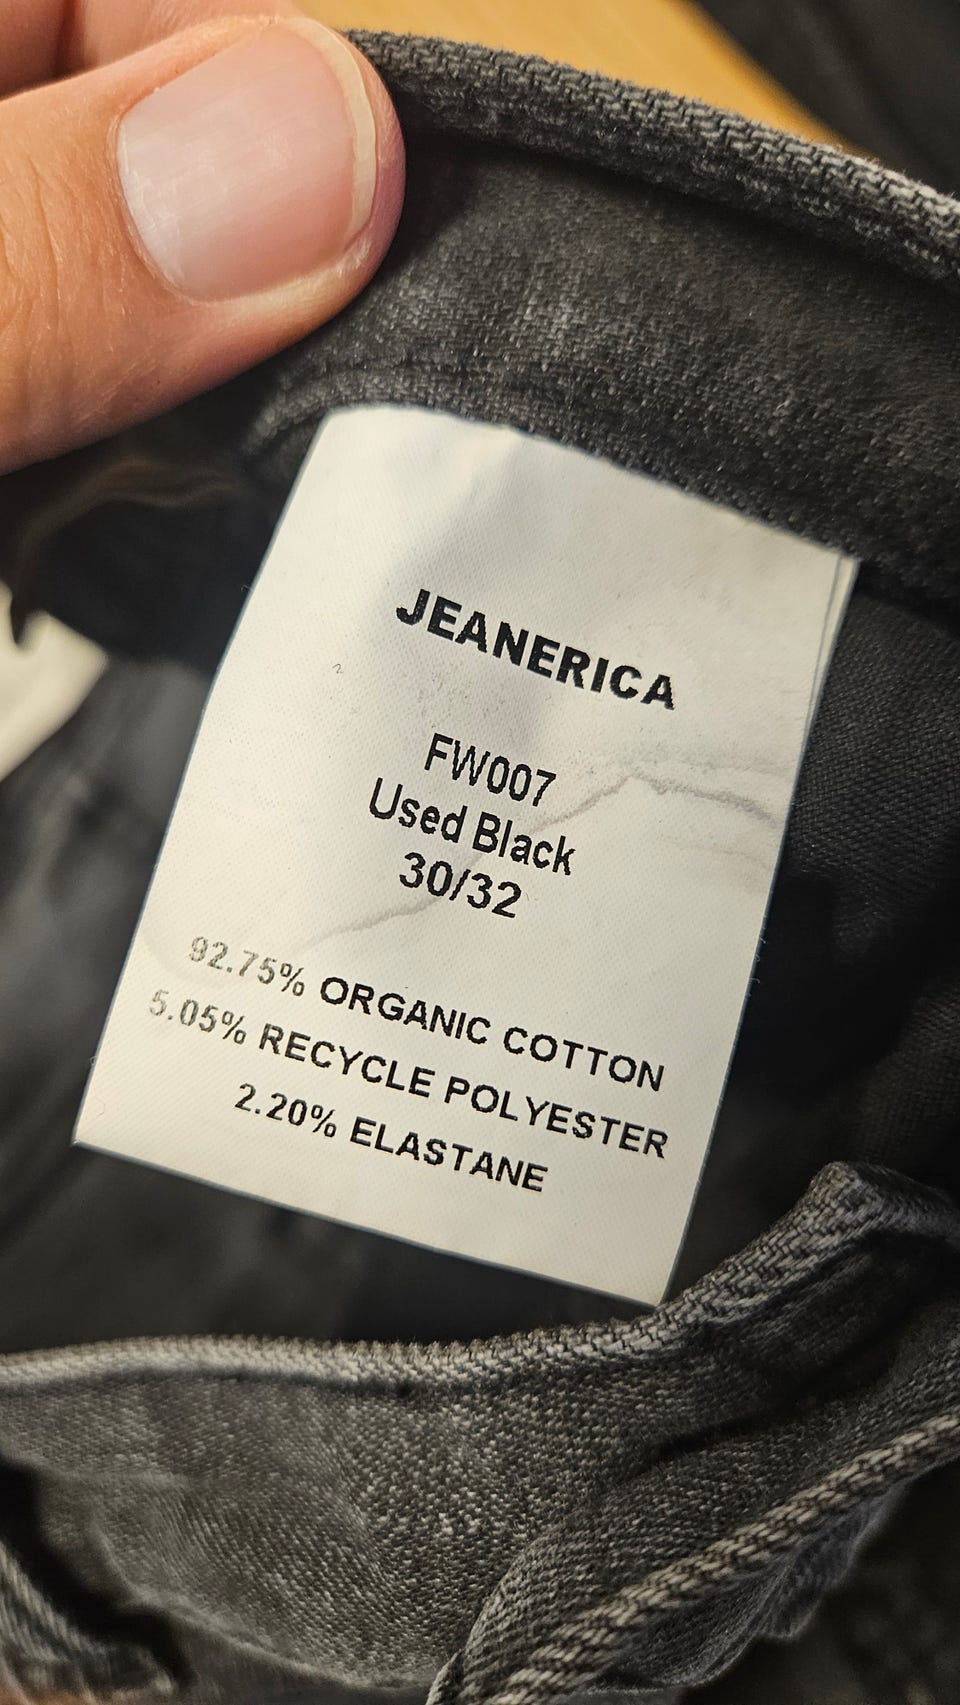 JEANERICA
FW007
Used Black
30/32
92.75% ORGANIC COTTON
5.05% RECYCLE POLYESTER
2.20% ELASTANE